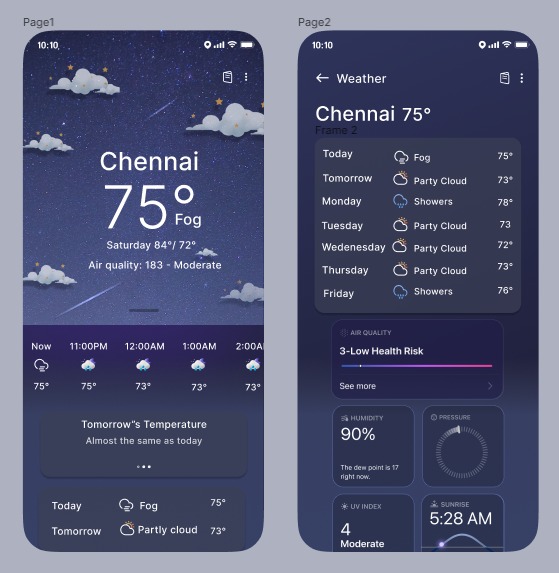 Page1
10:10
Chennai
75°
Fog
Saturday 84°/ 72°
Air quality: 183 - Moderate
Now 11:00PM 12:00AM 1:00AM 2:00A
75° 75° 73° 73° 73°
Tomorrow"s Temperature
Almost the same as today
Today Fog 75°
Tomorrow Partly cloud 73°
Page2
10:10
Weather
Chennai 75°
Frame 2
Today Fog 75°
Tomorrow Party Cloud 73°
Monday Showers 78°
Tuesday Party Cloud 73
Wedenesday Party Cloud 72°
Thursday Party Cloud 73°
Friday Showers 76°
AIR QUALITY
3-Low Health Risk
See more
HUMIDITY
90%
The dew point is 17
right now.
PRESSURE
UV INDEX
4
Moderate
SUNRISE
5:28 AM